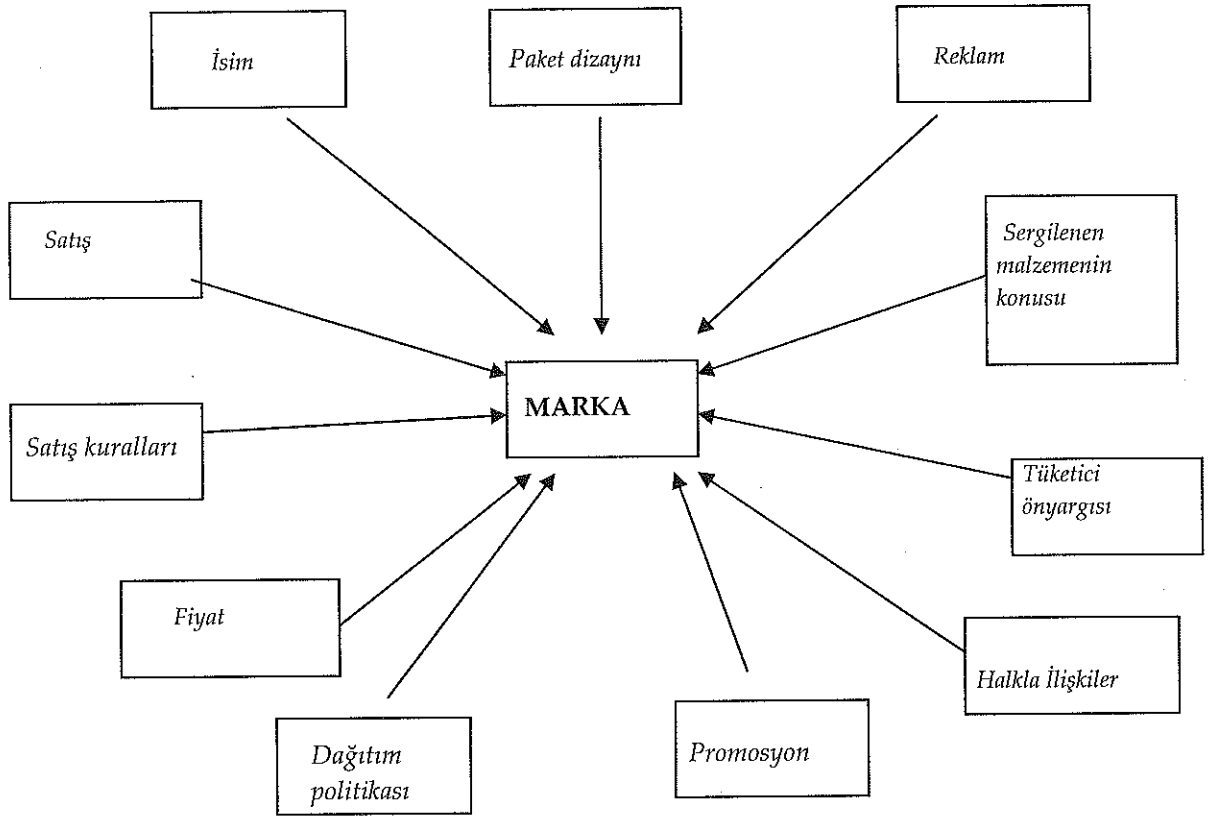 İsim
Paket dizaynı
Reklam
Satış
Sergilenen
malzemenin
konusu
MARKA
Satış kuralları
Tüketici
önyargısı
Fiyat
Halkla İlişkiler
Dağıtım
politikası
Promosyon